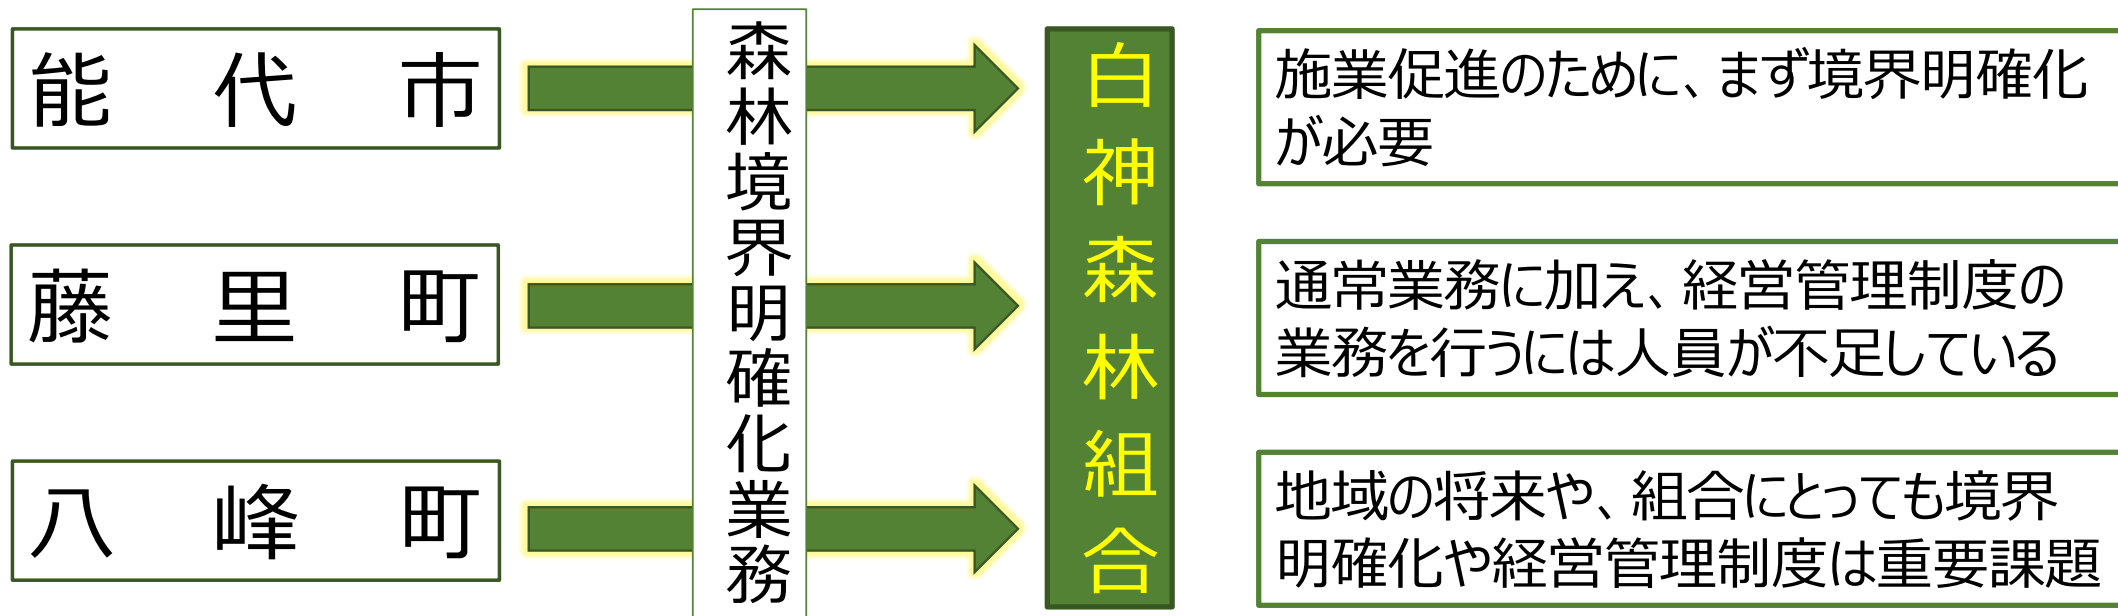 能代市
藤里町
八峰町
森林境界明確化業務
白神森林組合
施業促進のために、まず境界明確化
が必要
通常業務に加え、経営管理制度の
業務を行うには人員が不足している
地域の将来や、組合にとっても境界
明確化や経営管理制度は重要課題